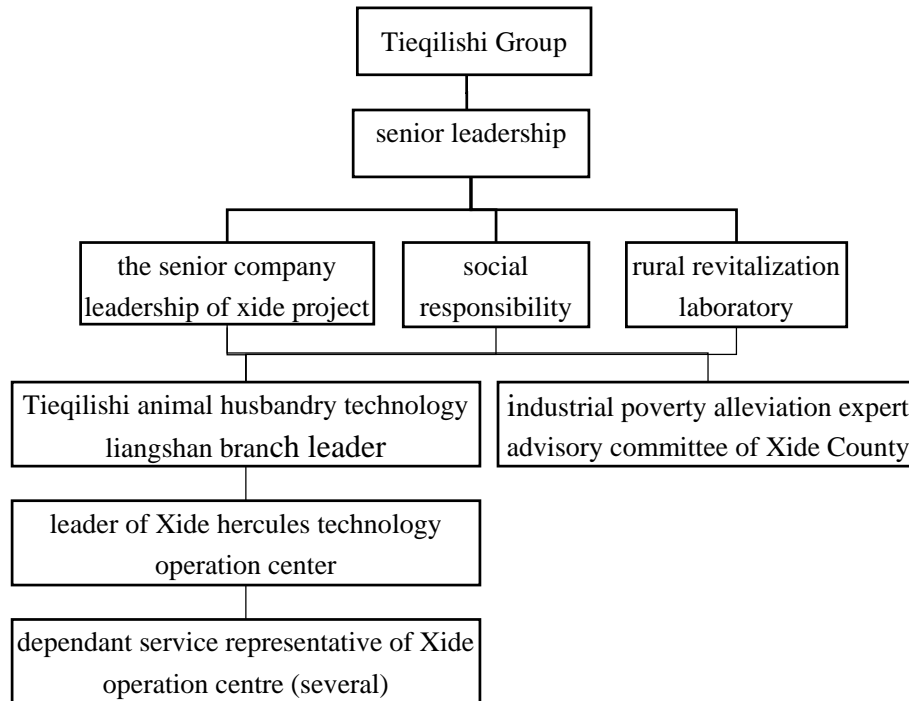 Tieqilishi Group
senior leadership
the senior company
leadership of xide project
social
responsibility
rural revitalization
laboratory
Tieqilishi animal husbandry technology
liangshan branch leader
industrial poverty alleviation expert
advisory committee of Xide County
leader of Xide hercules technology
operation center
dependant service representative of Xide
operation centre (several)